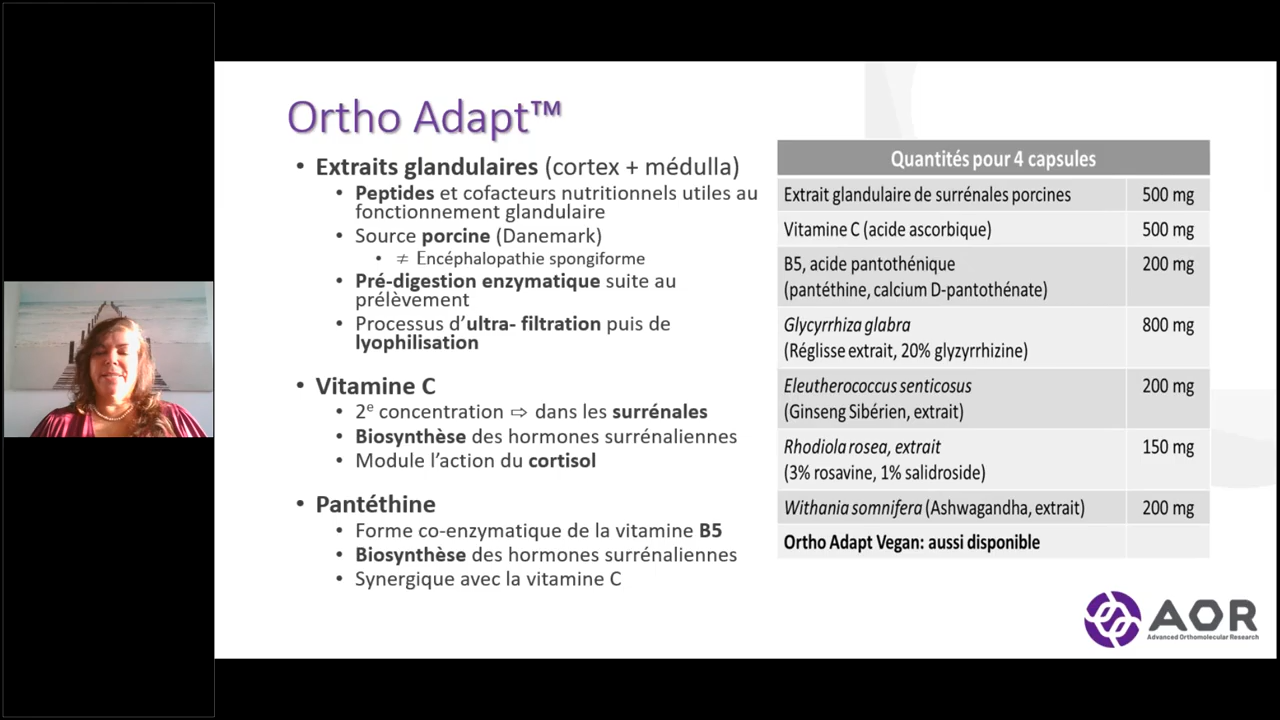 Ortho Adapt™
• Extraits glandulaires (cortex + médulla)
• Peptides et cofacteurs nutritionnels utiles au
fonctionnement glandulaire
• Source porcine (Danemark)
• ≠ Encéphalopathie spongiforme
• Pré-digestion enzymatique suite au
prélèvement
• Processus d’ultra- filtration puis de
lyophilisation
• Vitamine C
• 2e concentration ⇨ dans les surrénales
• Biosynthèse des hormones surrénaliennes
• Module l’action du cortisol
• Pantéthine
• Forme co-enzymatique de la vitamine B5
• Biosynthèse des hormones surrénaliennes
• Synergique avec la vitamine C
Quantités pour 4 capsules
Extrait glandulaire de surrénales porcines 500 mg
Vitamine C (acide ascorbique) 500 mg
B5, acide pantothénique 200 mg
(pantéthine, calcium D-pantothénate)
Glycyrrhiza glabra 800 mg
(Réglisse extrait, 20% glyzyrrhizine)
Eleutherococcus senticosus 200 mg
(Ginseng Sibérien, extrait)
Rhodiola rosea, extrait 150 mg
(3% rosavine, 1% salidroside)
Withania somnifera (Ashwagandha, extrait) 200 mg
Ortho Adapt Vegan: aussi disponible
AOR
Advanced Orthomolecular Research